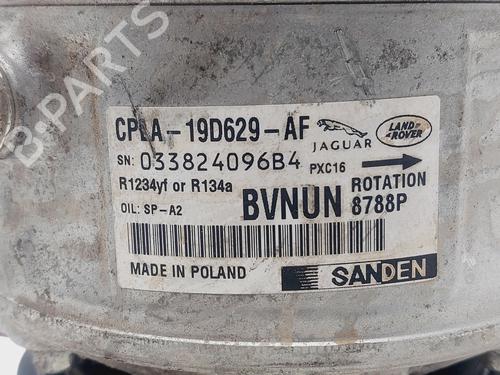 CPLA-19D629-AF
JAGUAR
LAND ROVER
SN: 033824096B4
PXC16
R1234yf or R134a
ROTATION
OIL: SP-A2
BVNUN
8788P
MADE IN POLAND
SANDEN
B-PARTS